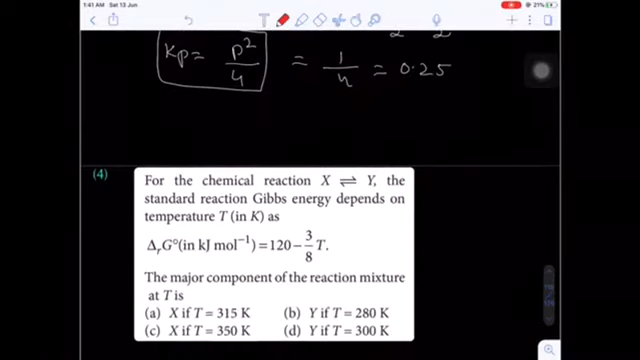 1:41 AM Sat 13 Jun
21%
2 2
Kp = P²/4 = 1/4 = 0.25
(4)
For the chemical reaction X ⇌ Y, the
standard reaction Gibbs energy depends on
temperature T (in K) as
ΔᵣG° (in kJ mol⁻¹) = 120 − 3/8 T.
The major component of the reaction mixture
at T is
(a) X if T = 315 K (b) Y if T = 280 K
(c) X if T = 350 K (d) Y if T = 300 K